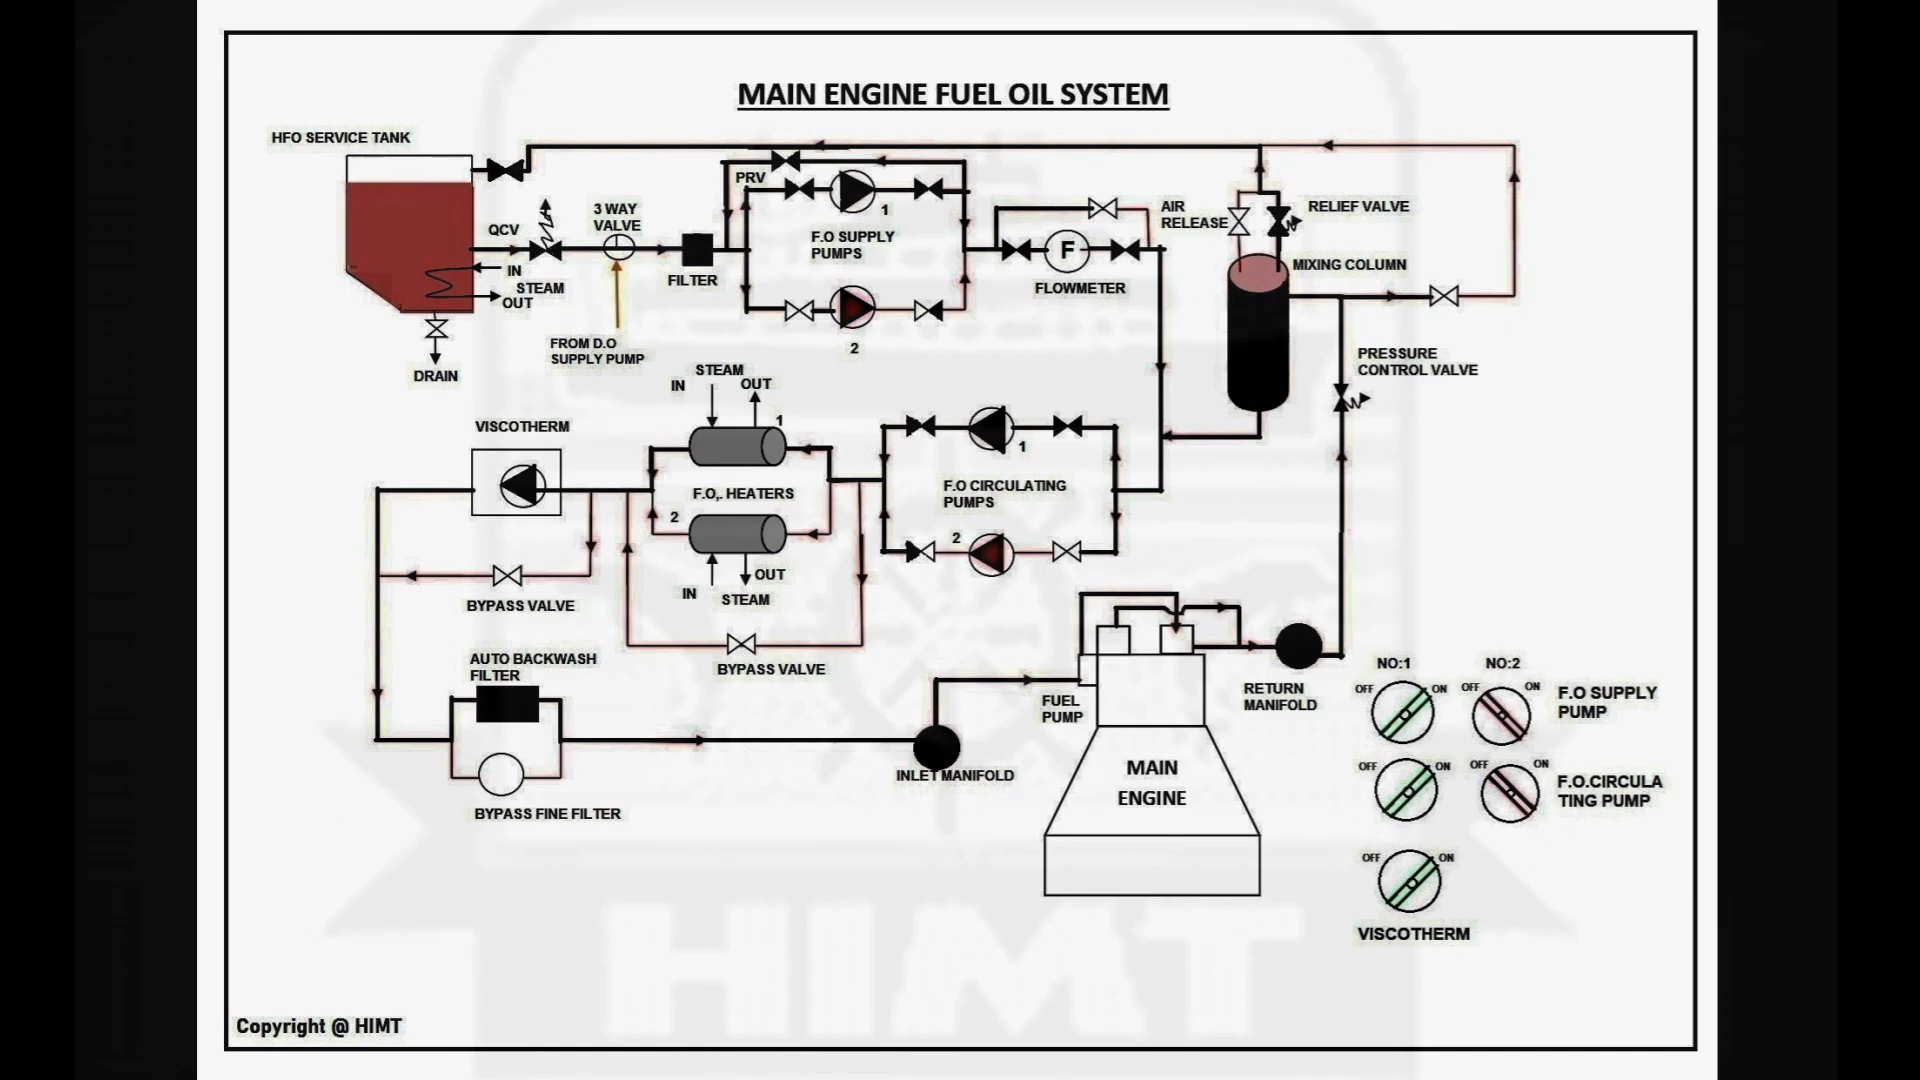 MAIN ENGINE FUEL OIL SYSTEM
HFO SERVICE TANK
QCV
IN
STEAM
OUT
DRAIN
3 WAY
VALVE
FROM D.O
SUPPLY PUMP
FILTER
PRV
1
F.O SUPPLY
PUMPS
2
F
FLOWMETER
AIR
RELEASE
RELIEF VALVE
MIXING COLUMN
PRESSURE
CONTROL VALVE
VISCOTHERM
STEAM
IN
OUT
1
F.O,. HEATERS
2
OUT
IN
STEAM
1
F.O CIRCULATING
PUMPS
2
BYPASS VALVE
BYPASS VALVE
AUTO BACKWASH
FILTER
BYPASS FINE FILTER
INLET MANIFOLD
FUEL
PUMP
MAIN
ENGINE
RETURN
MANIFOLD
NO:1
NO:2
OFF
ON
OFF
ON
F.O SUPPLY
PUMP
OFF
ON
OFF
ON
F.O.CIRCULA
TING PUMP
OFF
ON
VISCOTHERM
HIMT
Copyright @ HIMT